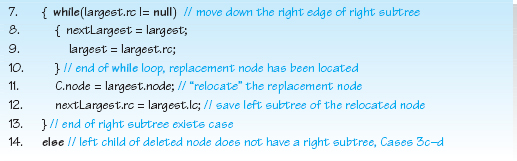 7. { while(largest.rc != null) // move down the right edge of right subtree
8. { nextLargest = largest;
9. largest = largest.rc;
10. } // end of while loop, replacement node has been located
11. C.node = largest.node; // "relocate" the replacement node
12. nextLargest.rc = largest.lc; // save left subtree of the relocated node
13. } // end of right subtree exists case
14. else // left child of deleted node does not have a right subtree, Cases 3c–d